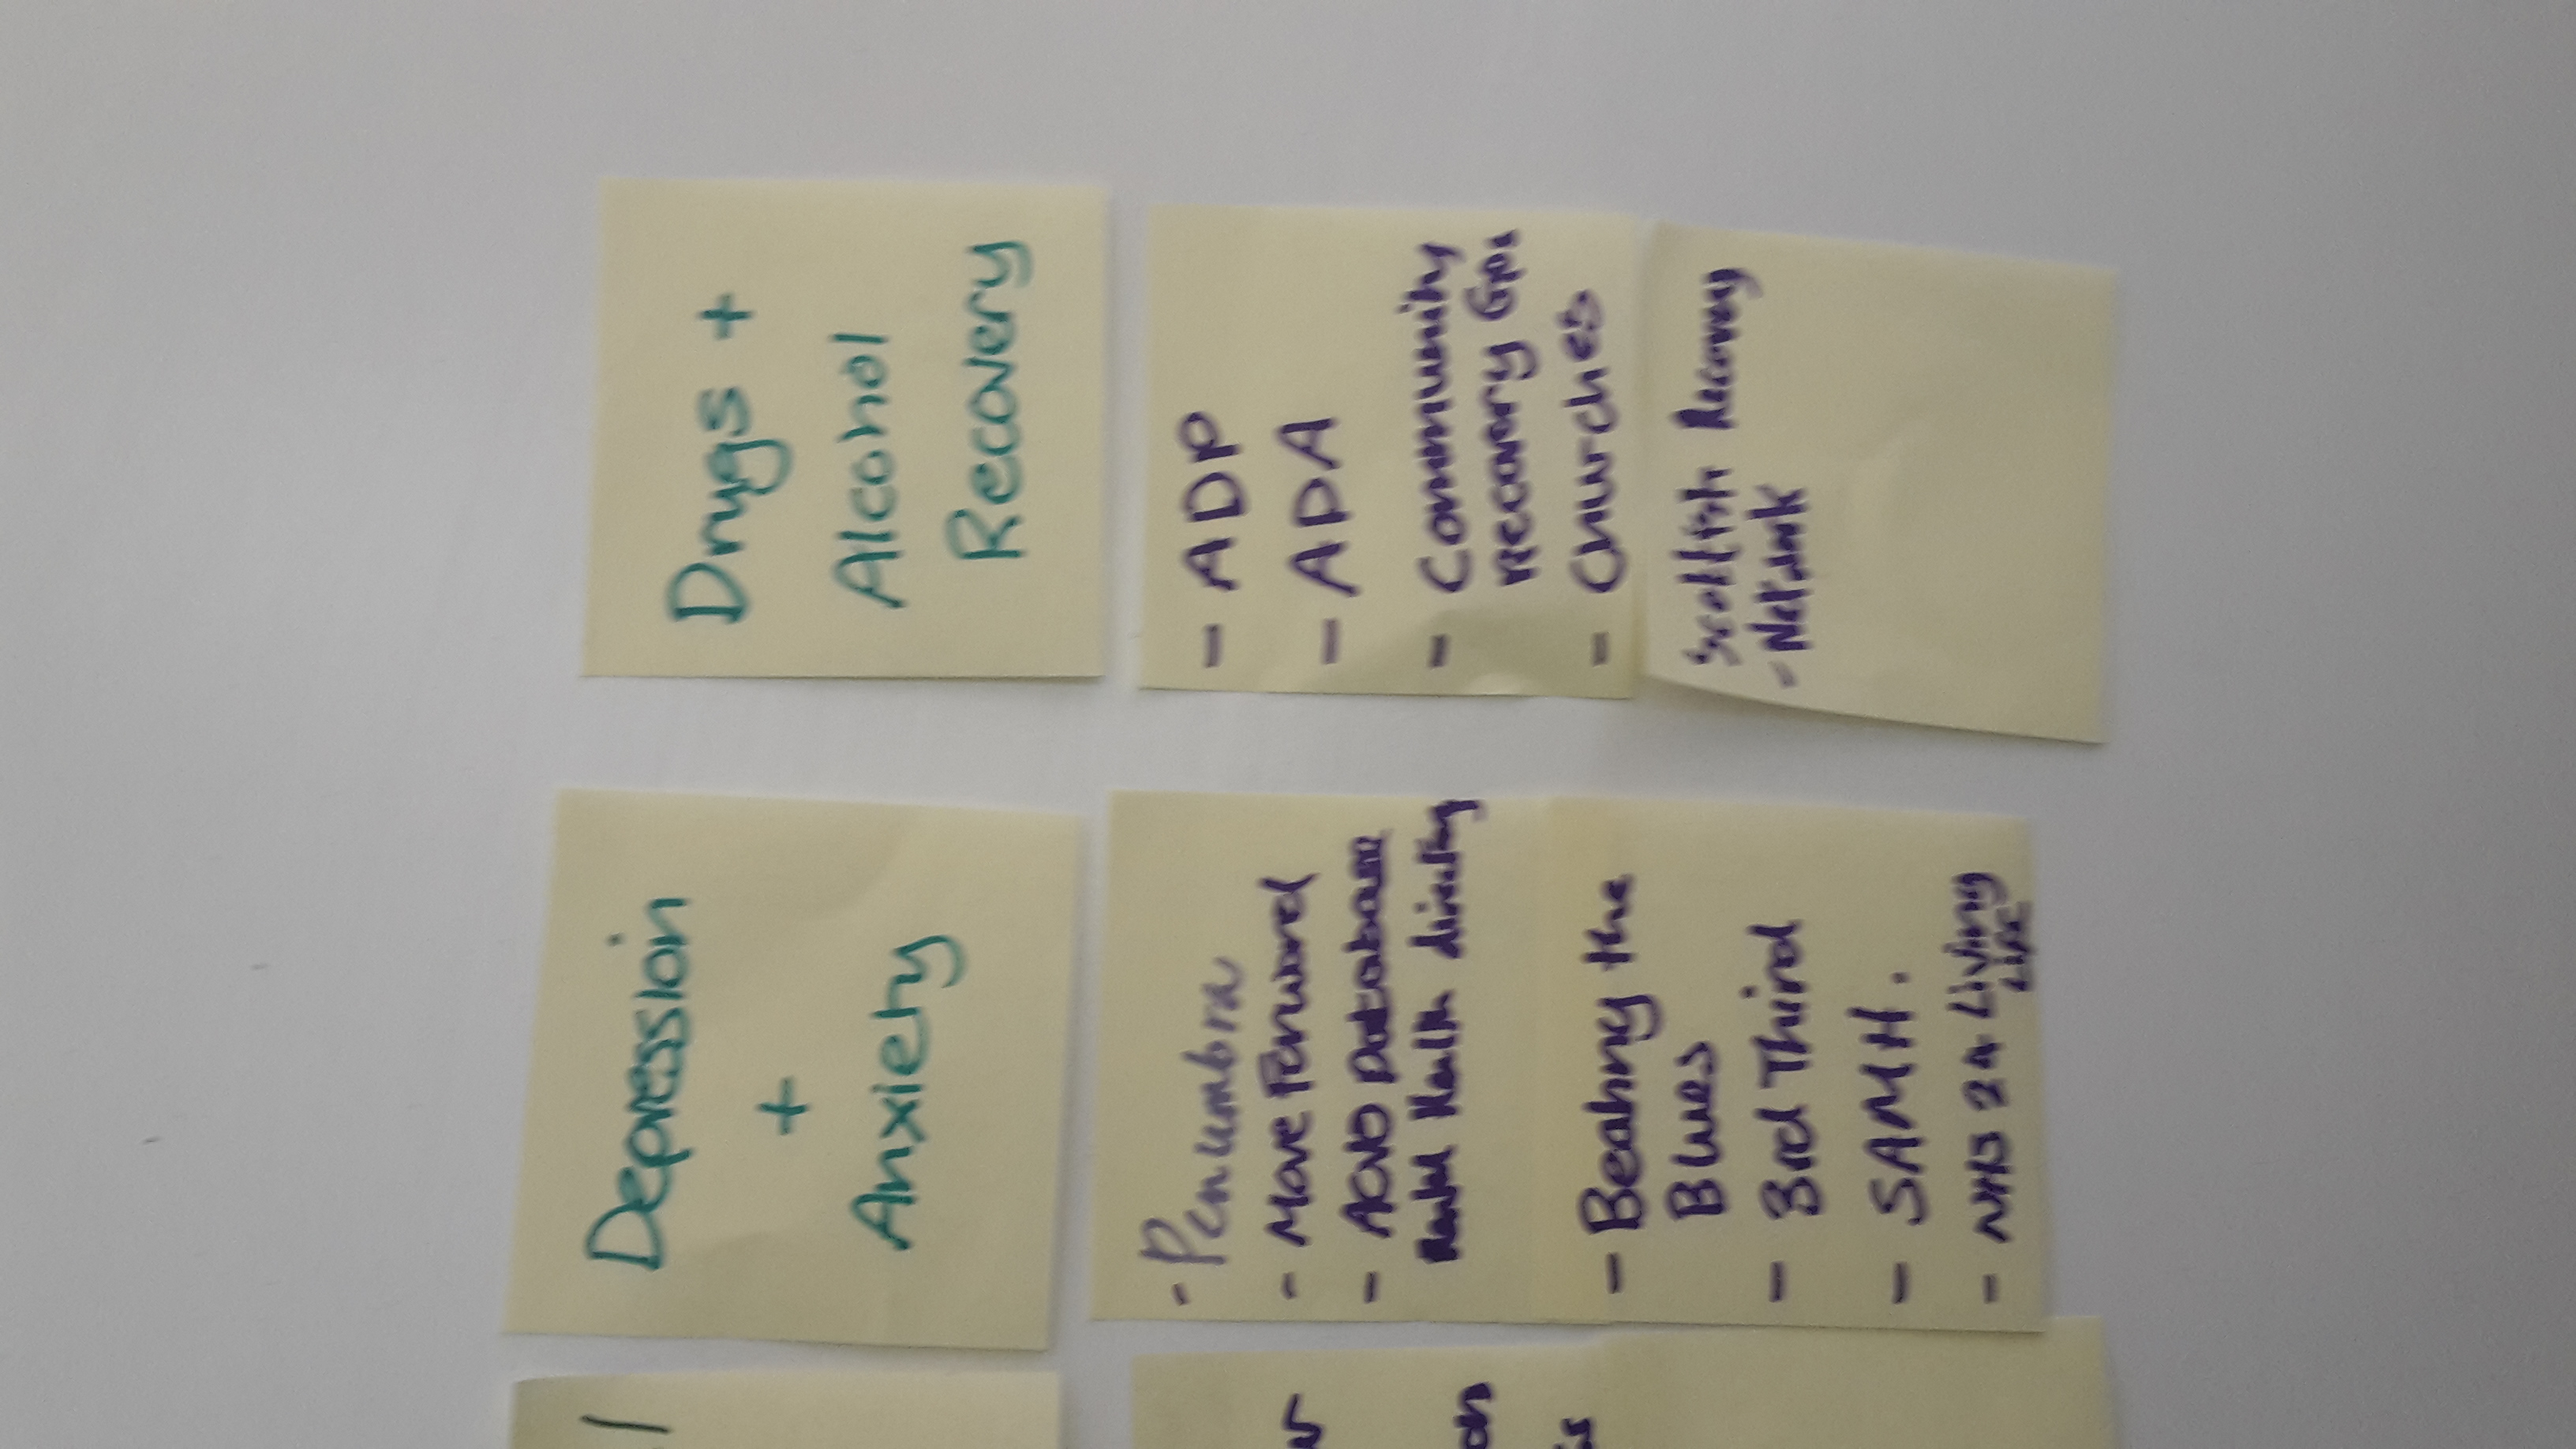 Depression
+
Anxiety
- Penumbra
- Move Forward
- ACVO Database
Mental Health directory
- Beating the
Blues
- 3rd Third
- SAMH.
- NHS 24 Living
Life
Drugs +
Alcohol
Recovery
- ADP
- ADA
- Community
recovery Gps
- Churches
Scottish Recovery
- Network
on